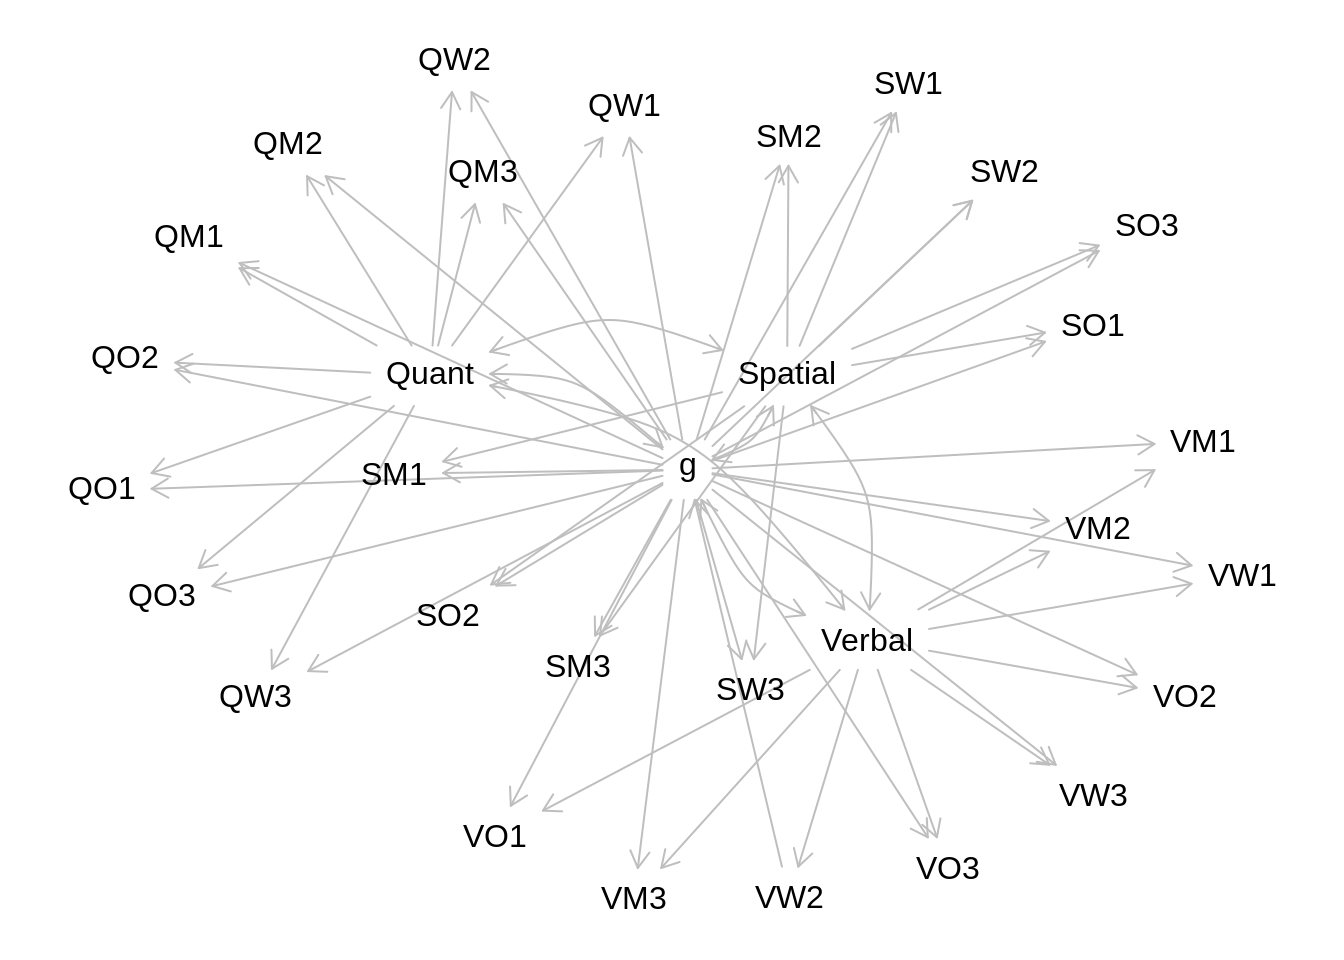 QW2
SW1
QW1
SM2
QM2
QM3
SW2
SO3
QM1
SO1
QO2
Quant
Spatial
VM1
g
SM1
QO1
VM2
VW1
QO3
SO2
Verbal
SM3
SW3
QW3
VO2
VW3
VO1
VO3
VM3
VW2